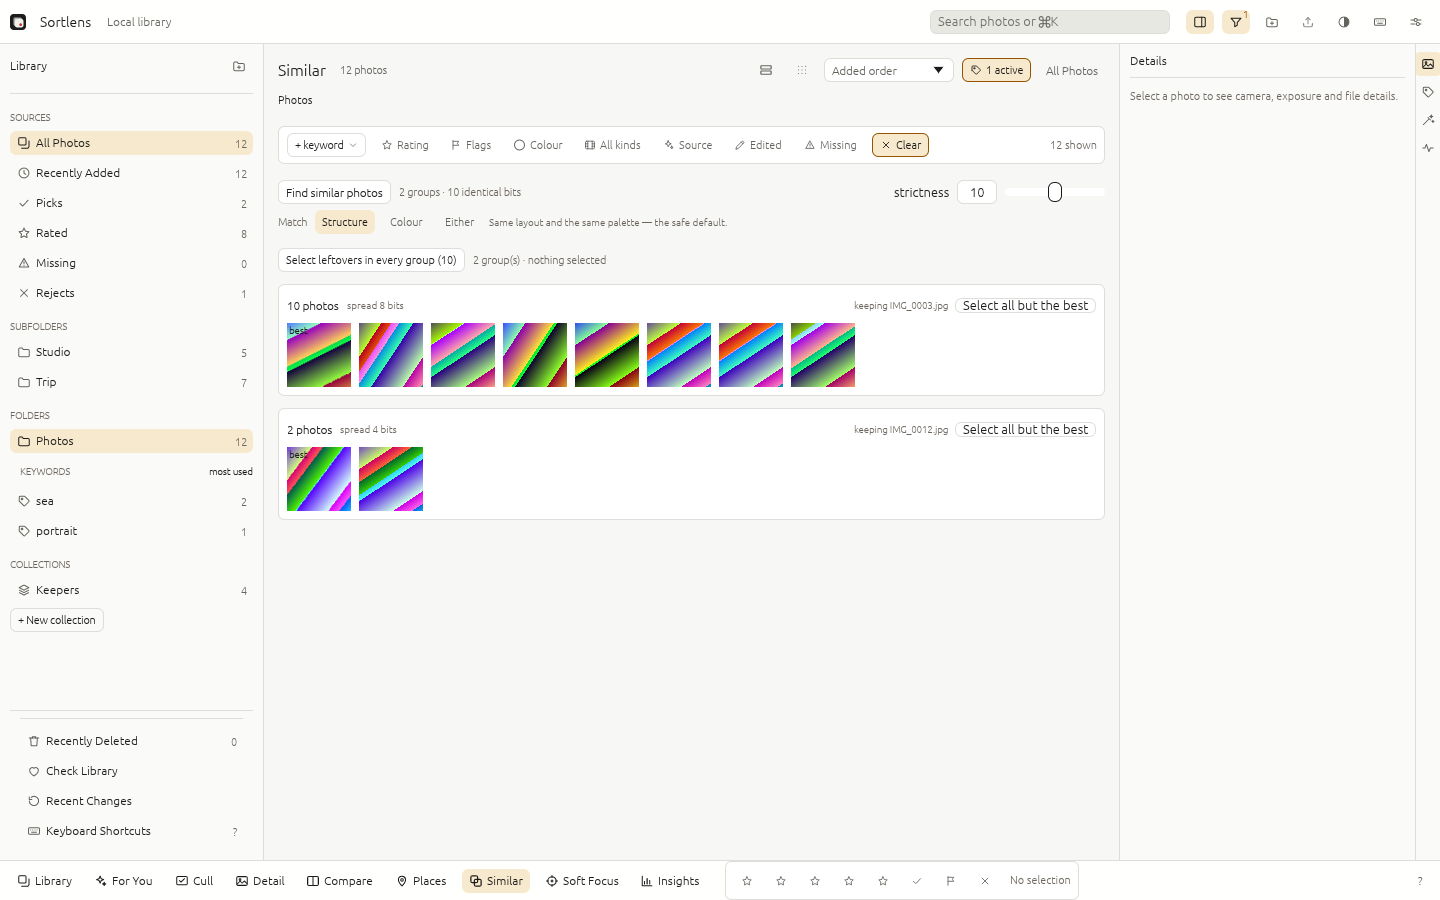 Sortlens Local library Search photos or ⌘K 1
Library
SOURCES
All Photos 12
Recently Added 12
Picks 2
Rated 8
Missing 0
Rejects 1
SUBFOLDERS
Studio 5
Trip 7
FOLDERS
Photos 12
KEYWORDS most used
sea 2
portrait 1
COLLECTIONS
Keepers 4
+ New collection
Recently Deleted 0
Check Library
Recent Changes
Keyboard Shortcuts ?
Similar 12 photos Added order 1 active All Photos
Photos
+ keyword Rating Flags Colour All kinds Source Edited Missing Clear 12 shown
Find similar photos 2 groups · 10 identical bits strictness 10
Match Structure Colour Either Same layout and the same palette — the safe default.
Select leftovers in every group (10) 2 group(s) · nothing selected
10 photos spread 8 bits keeping IMG_0003.jpg Select all but the best
best
2 photos spread 4 bits keeping IMG_0012.jpg Select all but the best
best
Details
Select a photo to see camera, exposure and file details.
Library For You Cull Detail Compare Places Similar Soft Focus Insights No selection ?